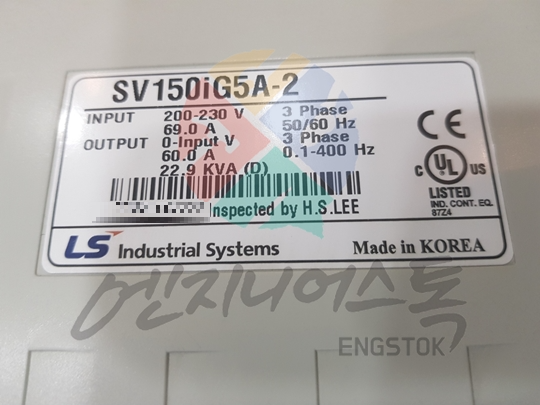 SV150iG5A-2
INPUT 200-230 V 3 Phase
69.0 A 50/60 Hz
OUTPUT 0-Input V 3 Phase
60.0 A 0.1-400 Hz
22.9 KVA (D)
Inspected by H.S.LEE
CE
C UL US
LISTED
IND. CONT. EQ.
87Z4
LS Industrial Systems
Made in KOREA
엔지니어스톡
ENGSTOK